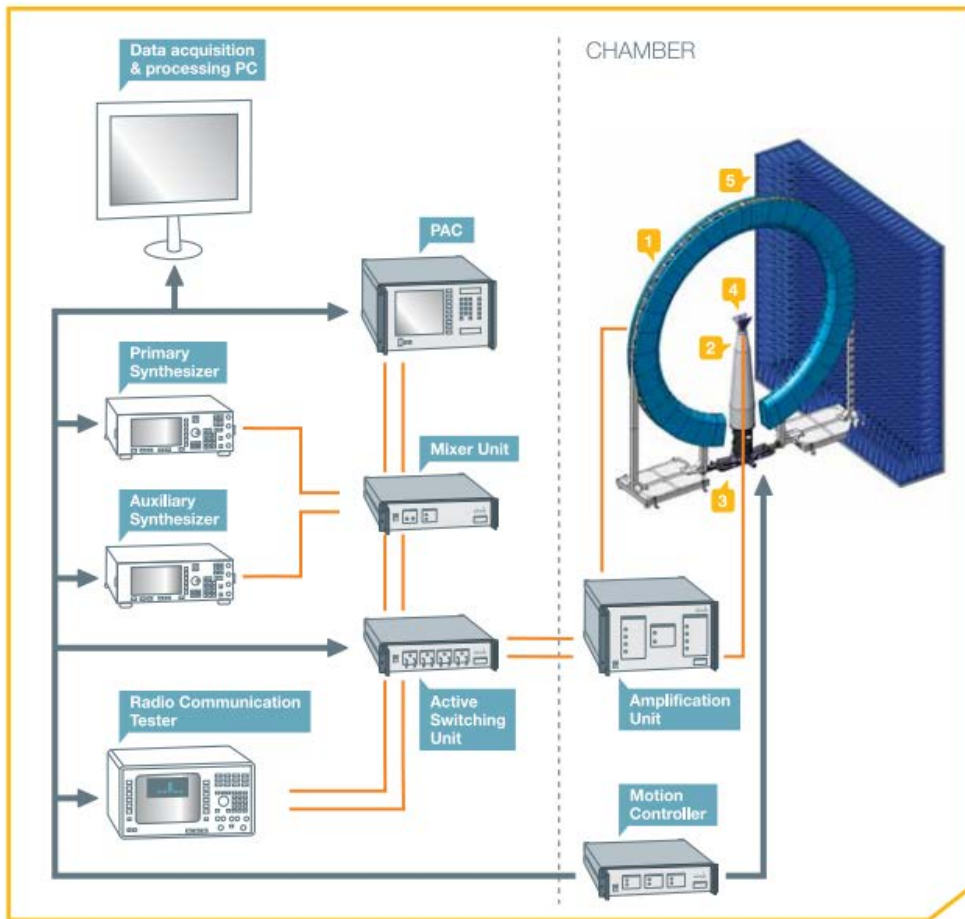 Data acquisition
& processing PC
CHAMBER
5
PAC
1
4
2
Primary
Synthesizer
Mixer Unit
3
Auxiliary
Synthesizer
Radio Communication
Tester
Active
Switching
Unit
Amplification
Unit
Motion
Controller